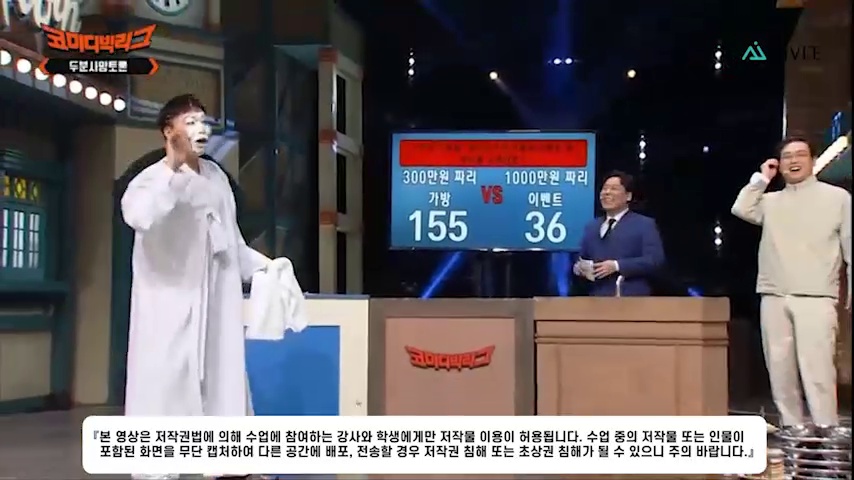 코미디빅리그
두분사망토론
300만원 짜리
1000만원 짜리
가방
VS
이벤트
155
36
코미디빅리그
『본 영상은 저작권법에 의해 수업에 참여하는 강사와 학생에게만 저작물 이용이 허용됩니다. 수업 중의 저작물 또는 인물이
포함된 화면을 무단 캡처하여 다른 공간에 배포, 전송할 경우 저작권 침해 또는 초상권 침해가 될 수 있으니 주의 바랍니다.』